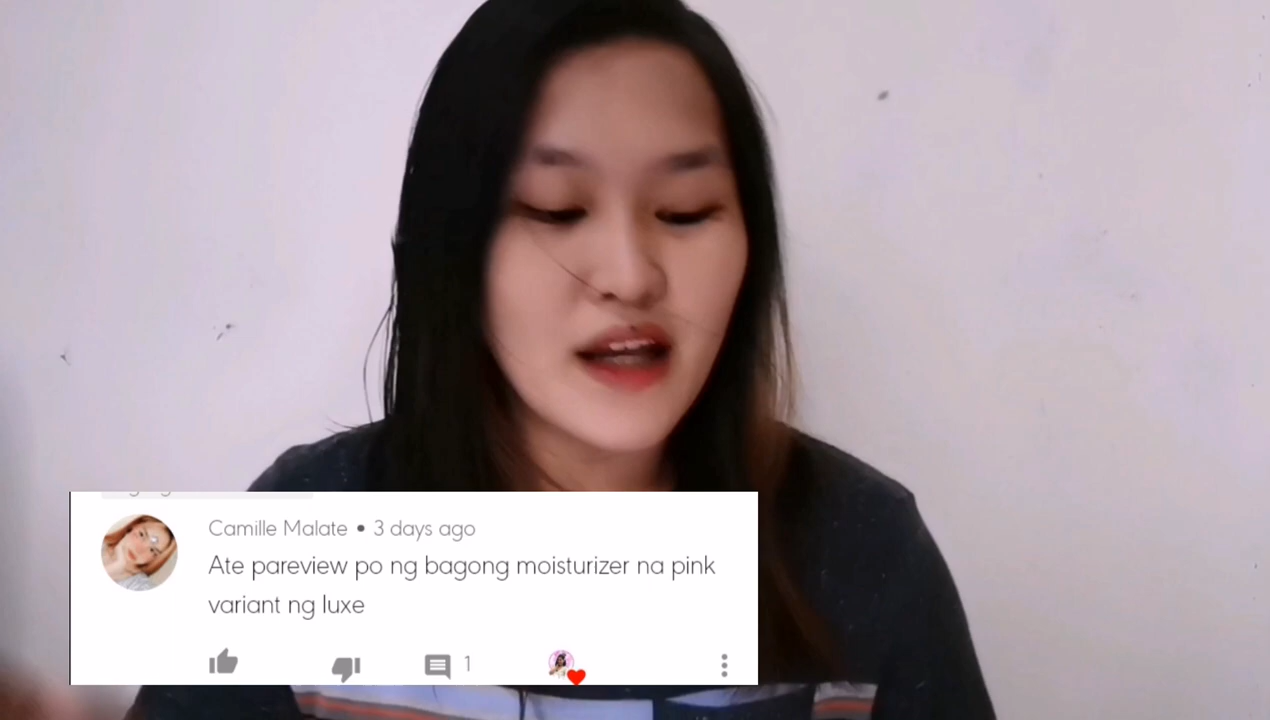 Camille Malate • 3 days ago
Ate pareview po ng bagong moisturizer na pink
variant ng luxe
1